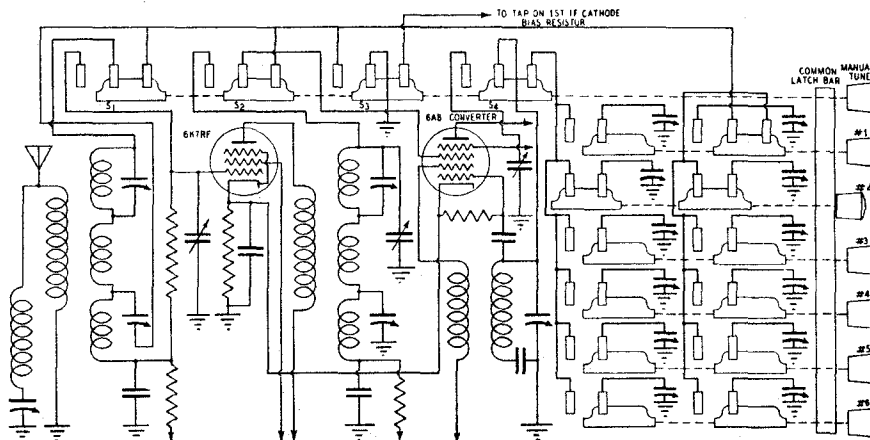 TO TAP ON 1ST IF CATHODE
BIAS RESISTOR
COMMON
LATCH BAR
MANUAL
TUNE
S1
S2
S3
S4
6K7RF
6A8 CONVERTER
#1
#2
#3
#4
#5
#6